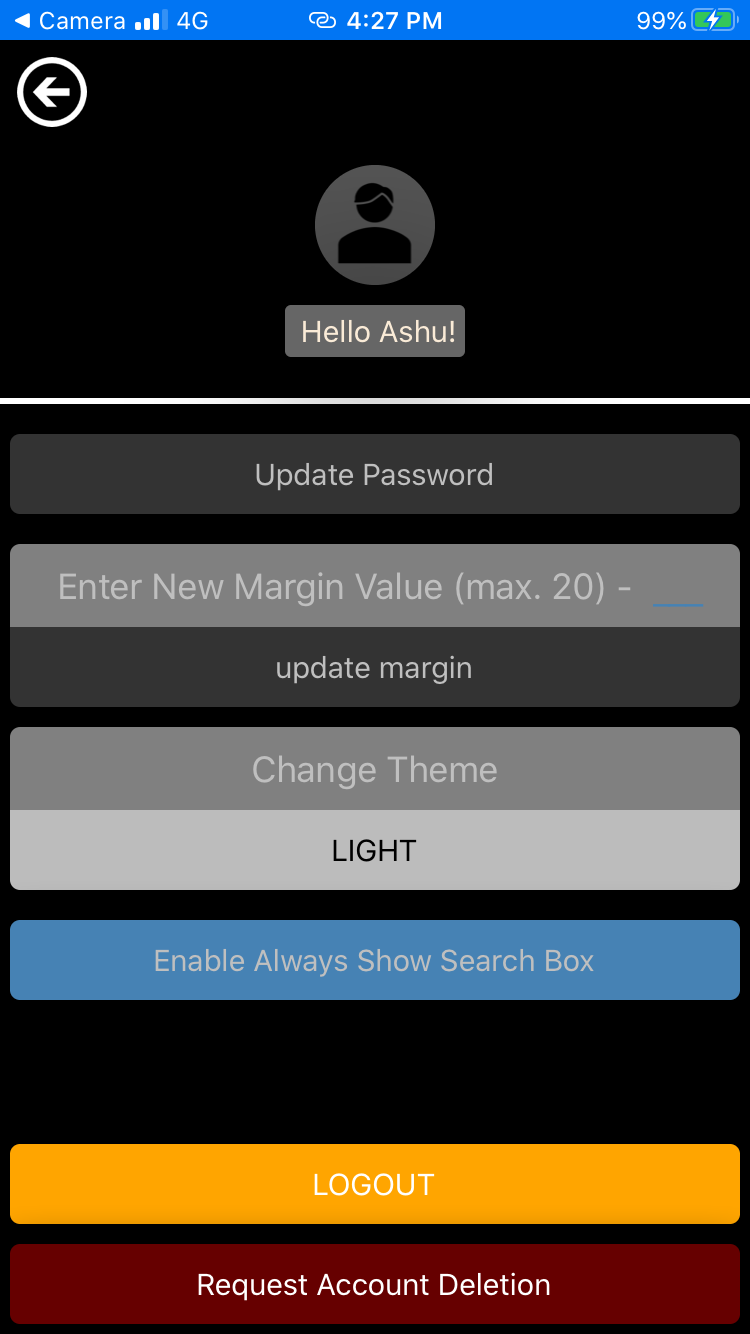 Camera 4G 4:27 PM 99%
Hello Ashu!
Update Password
Enter New Margin Value (max. 20) -
update margin
Change Theme
LIGHT
Enable Always Show Search Box
LOGOUT
Request Account Deletion